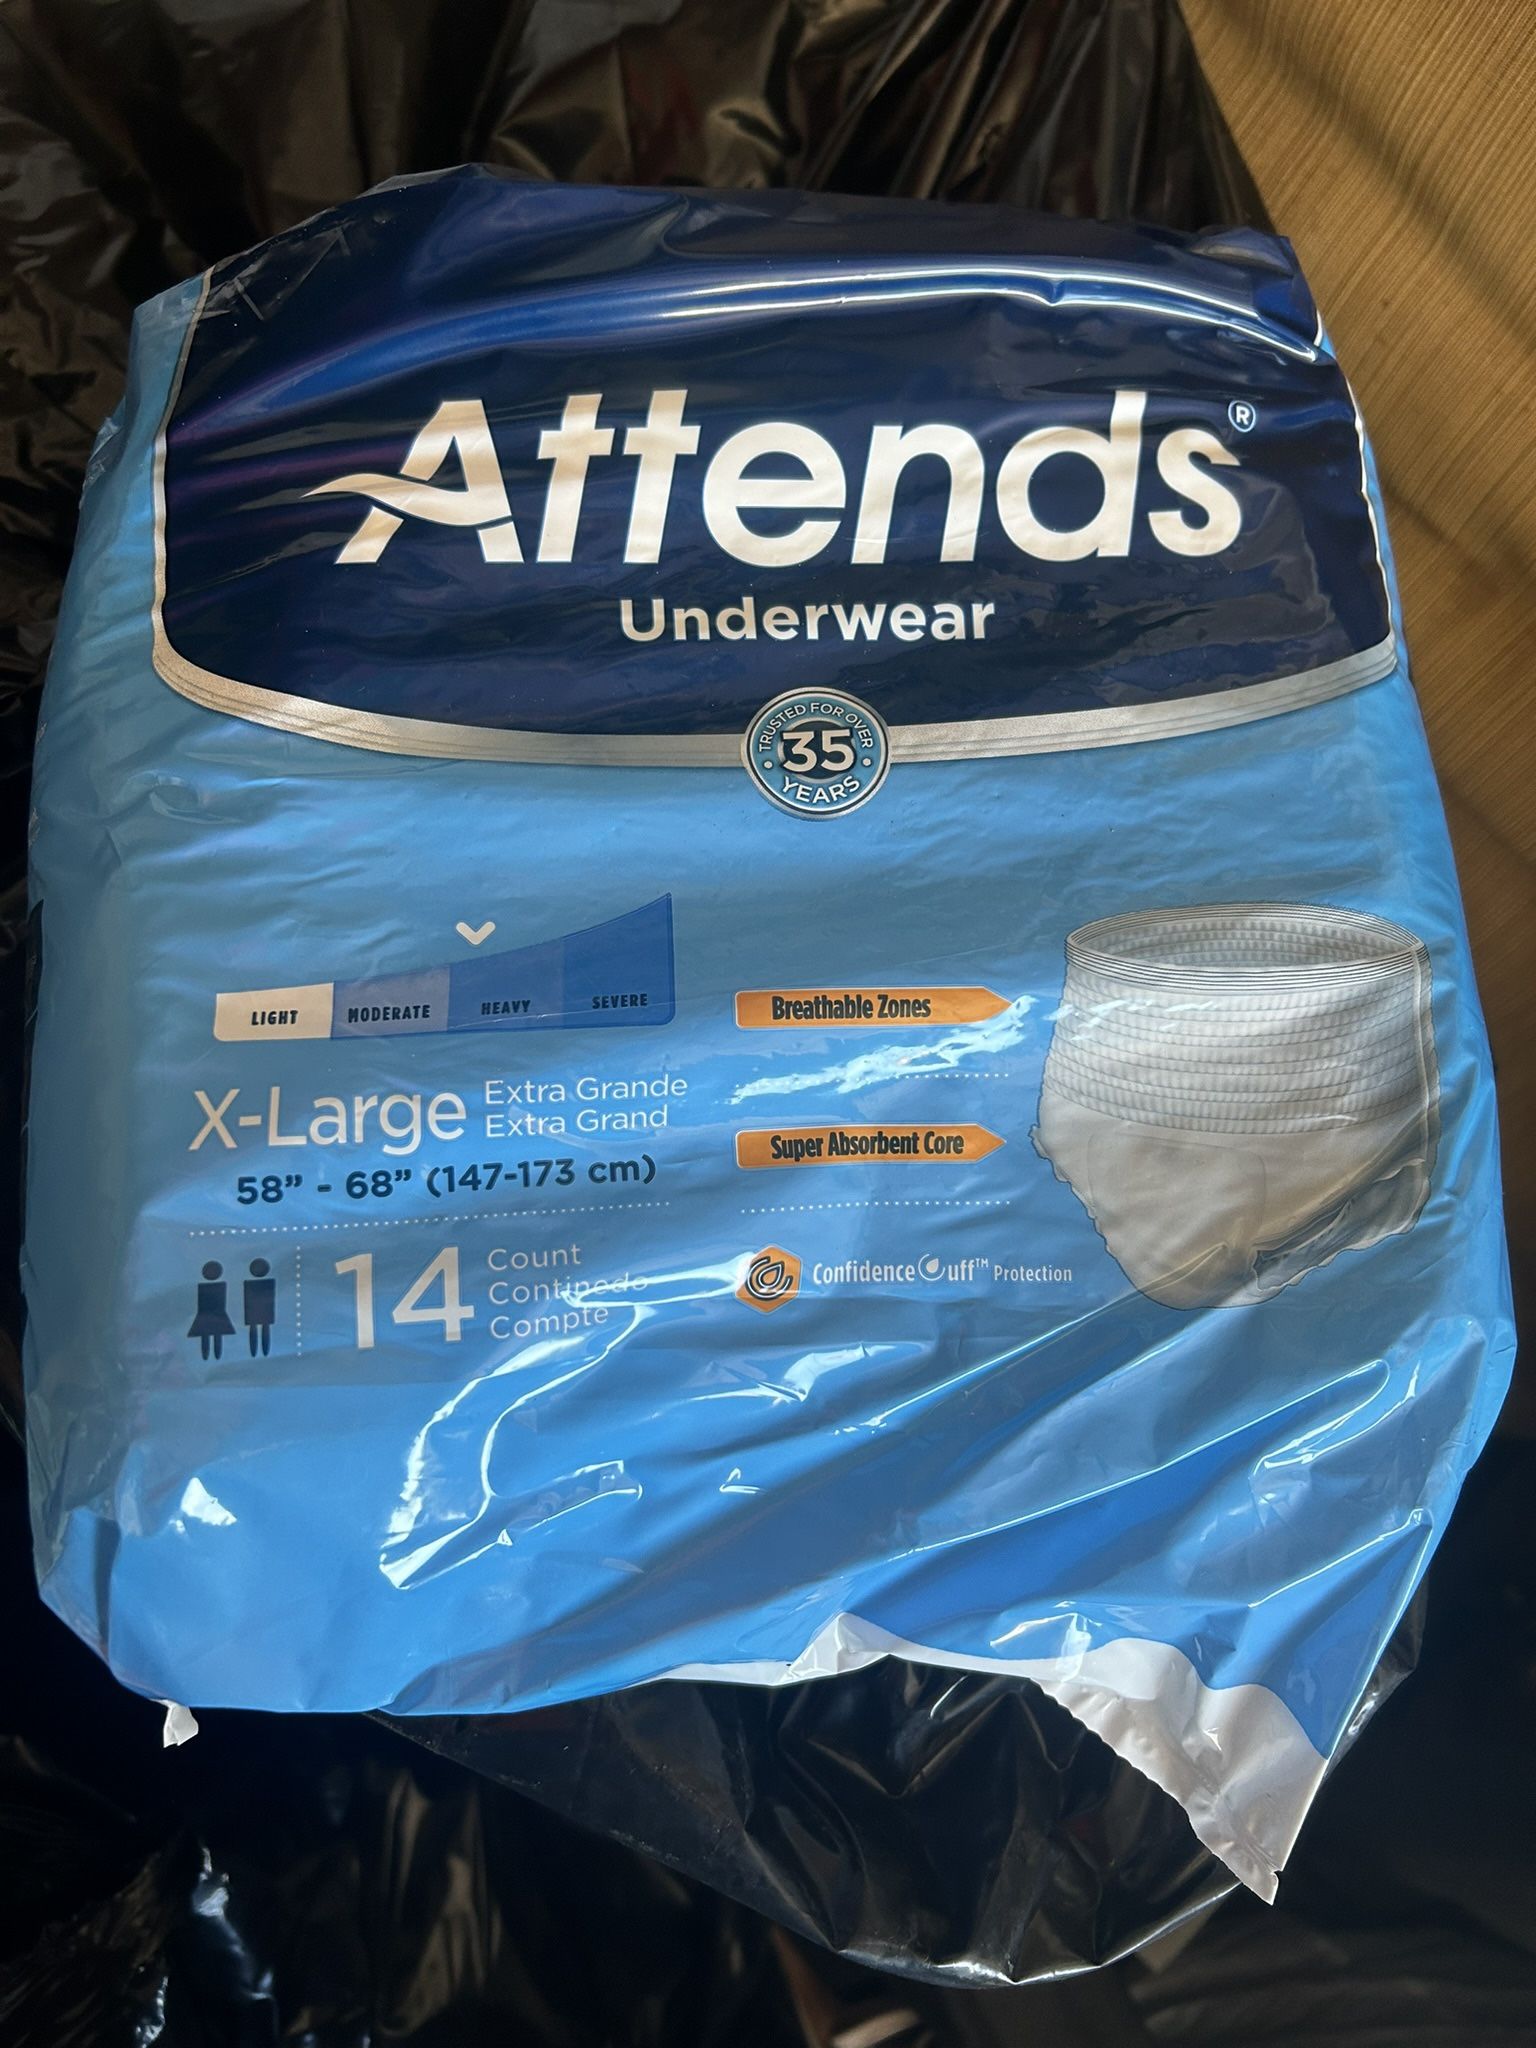 Attends®
Underwear
TRUSTED FOR OVER
35
YEARS
LIGHT MODERATE HEAVY SEVERE
X-Large
Extra Grande
Extra Grand
58” - 68” (147-173 cm)
14
Count
Contenido
Compte
Breathable Zones
Super Absorbent Core
Confidence Cuff™ Protection